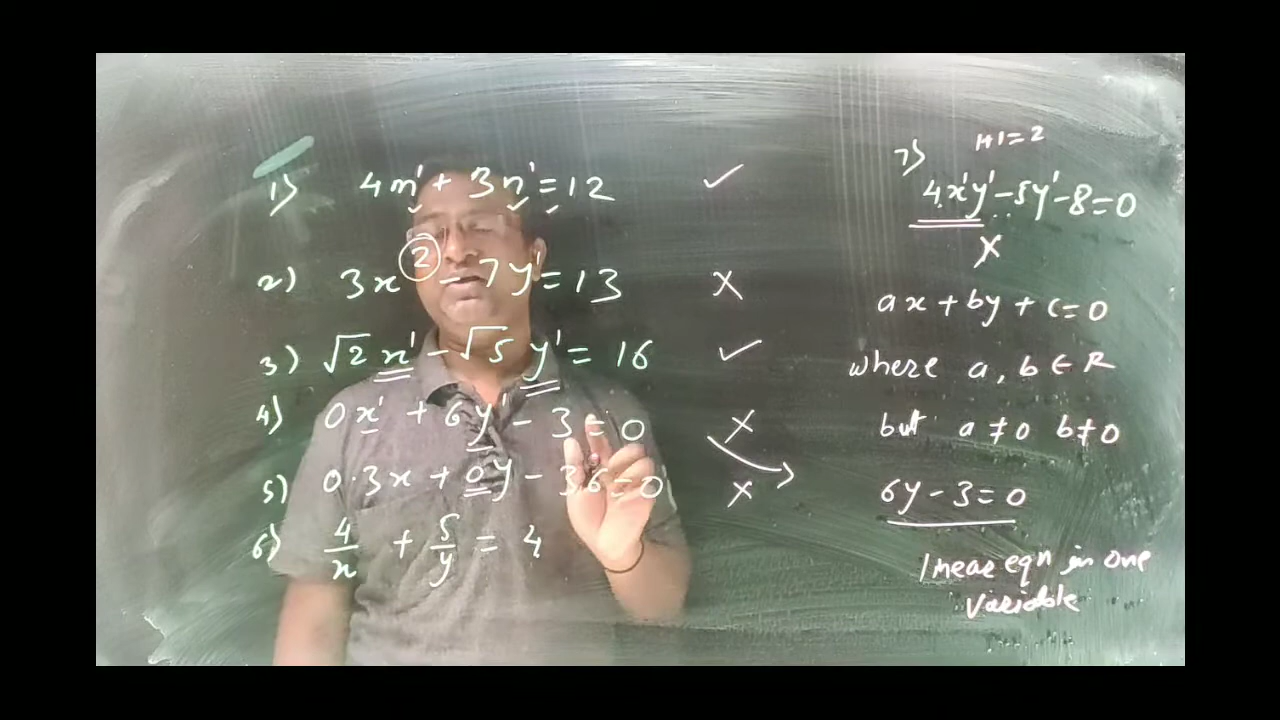 1) 4m¹ + 3n¹ = 12 ✓
2) 3x² - 7y¹ = 13 X
3) √2 x¹ - √5 y¹ = 16 ✓
4) 0x¹ + 6y¹ - 3 = 0 X
5) 0.3x + 0y - 36 = 0 X
6) 4/x + 5/y = 4
1+1=2
7) 4x¹y¹ - 5y¹ - 8 = 0
X
ax + by + c = 0
where a, b ∈ R
but a ≠ 0 b ≠ 0
6y - 3 = 0
linear eqn in one
variable